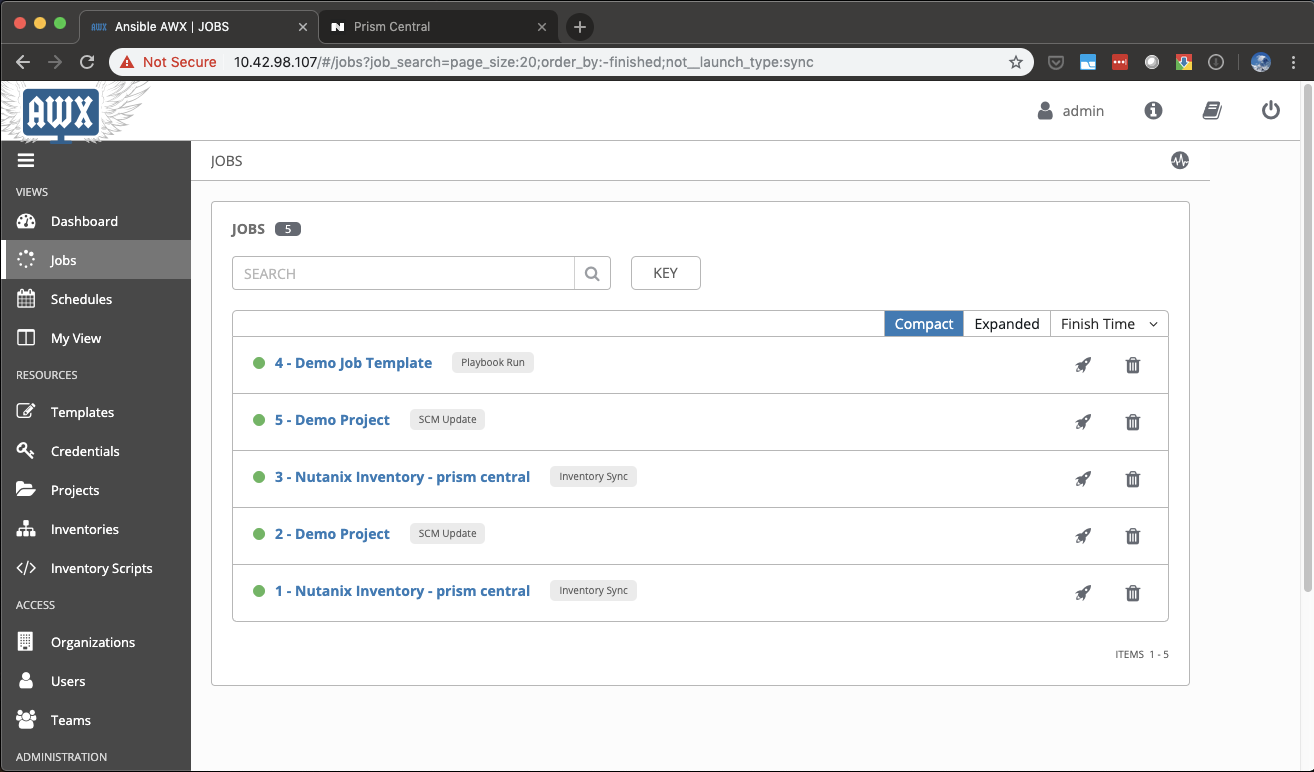 AWX Ansible AWX | JOBS
N Prism Central
Not Secure 10.42.98.107/#/jobs?job_search=page_size:20;order_by:-finished;not__launch_type:sync
AWX
admin
JOBS
VIEWS
Dashboard
Jobs
Schedules
My View
RESOURCES
Templates
Credentials
Projects
Inventories
Inventory Scripts
ACCESS
Organizations
Users
Teams
ADMINISTRATION
JOBS 5
SEARCH
KEY
Compact Expanded Finish Time
4 - Demo Job Template Playbook Run
5 - Demo Project SCM Update
3 - Nutanix Inventory - prism central Inventory Sync
2 - Demo Project SCM Update
1 - Nutanix Inventory - prism central Inventory Sync
ITEMS 1 - 5